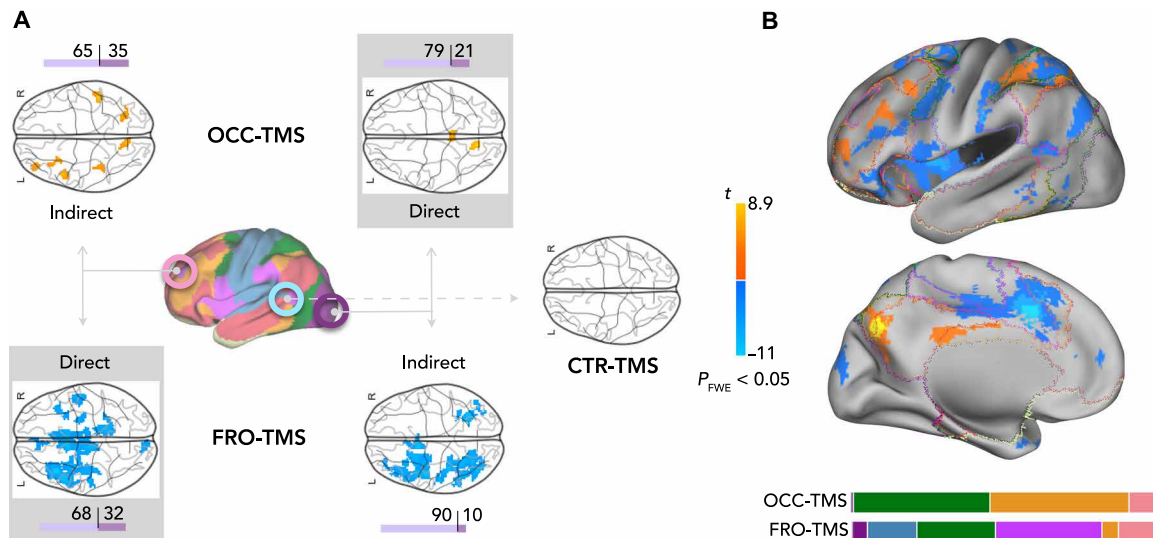 A
65 35
R
L
Indirect
OCC-TMS
79 21
R
L
Direct
Direct
R
L
68 32
FRO-TMS
Indirect
R
L
90 10
R
L
CTR-TMS
B
t
8.9
−11
P_FWE < 0.05
OCC-TMS
FRO-TMS